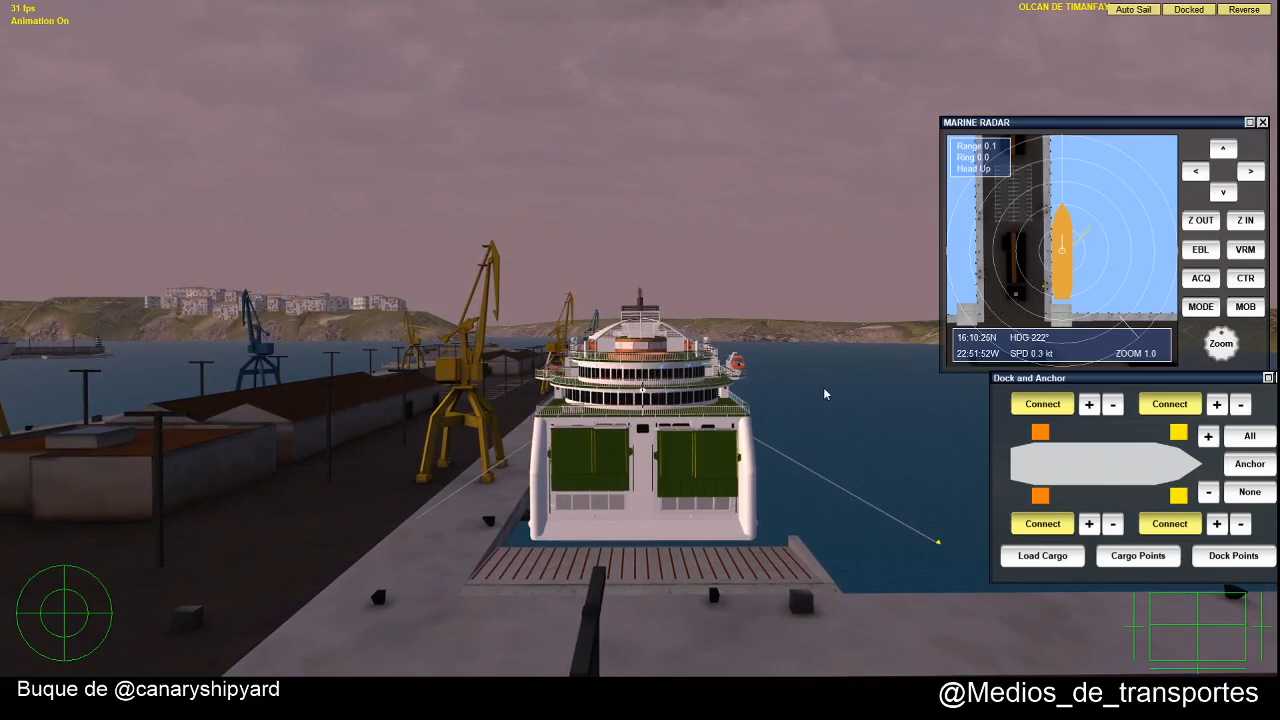 31 fps
Animation On
OLCAN DE TIMANFAY
Auto Sail
Docked
Reverse
MARINE RADAR
Range 0.1
Ring 0.0
Head Up
^
<
>
v
Z OUT
Z IN
EBL
VRM
ACQ
CTR
MODE
MOB
Zoom
16:10:25N
HDG 222°
22:51:52W
SPD 0.3 kt
ZOOM 1.0
Dock and Anchor
Connect
+
-
Connect
+
-
+
All
Anchor
-
None
Connect
+
-
Connect
+
-
Load Cargo
Cargo Points
Dock Points
Buque de @canaryshipyard
@Medios_de_transportes